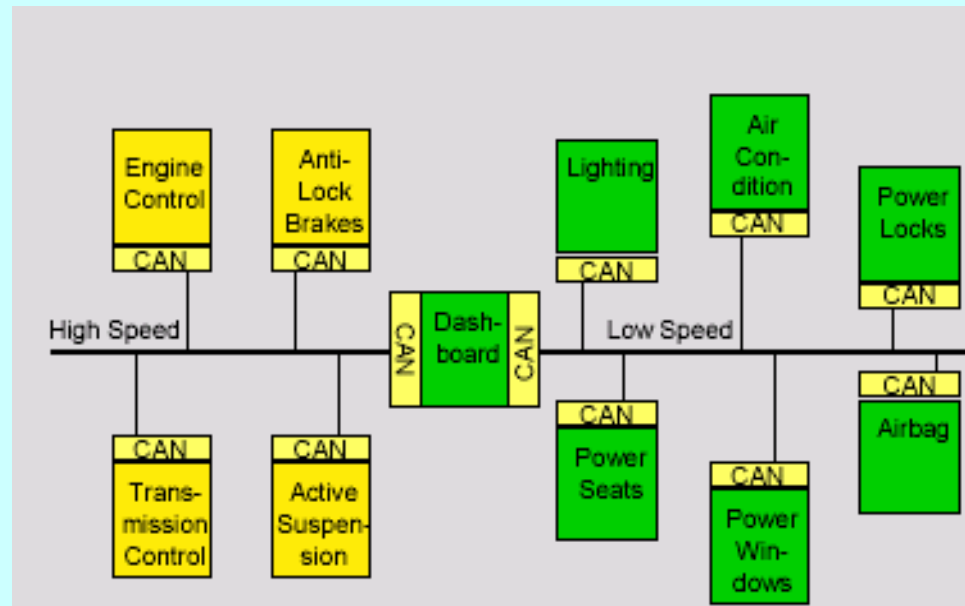 Engine
Control
CAN
Anti-
Lock
Brakes
CAN
Lighting
CAN
Air
Con-
dition
CAN
Power
Locks
CAN
High Speed
CAN
Dash-
board
CAN
Low Speed
CAN
Trans-
mission
Control
CAN
Active
Suspen-
sion
CAN
Power
Seats
CAN
Power
Win-
dows
CAN
Airbag